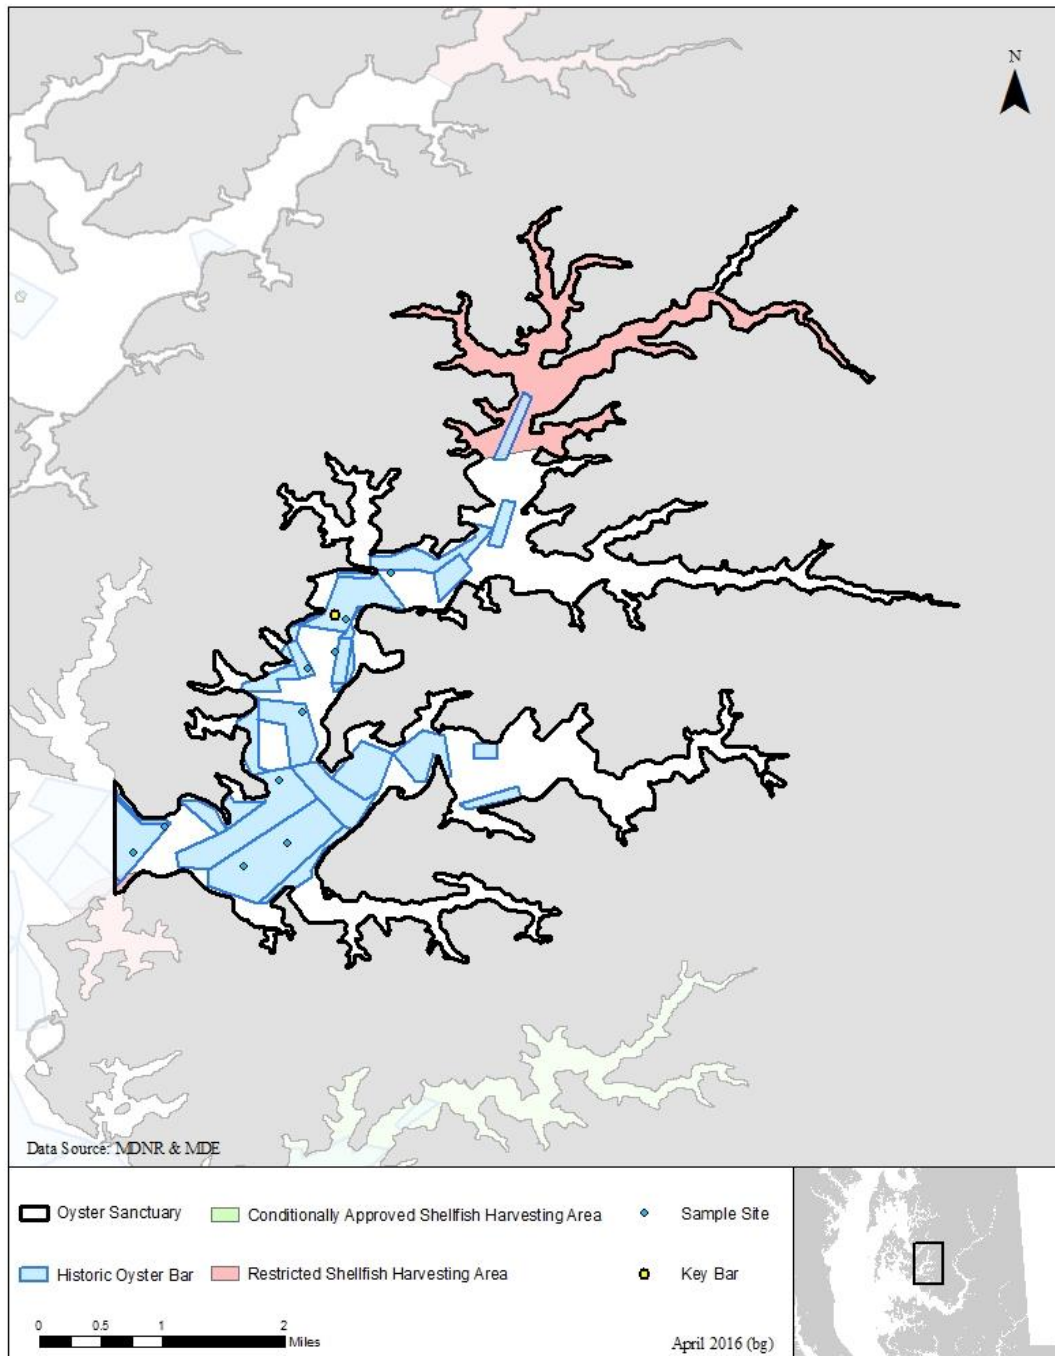 N
Data Source: MDNR & MDE
Oyster Sanctuary
Conditionally Approved Shellfish Harvesting Area
Sample Site
Historic Oyster Bar
Restricted Shellfish Harvesting Area
Key Bar
0 0.5 1 2
Miles
April 2016 (bg)